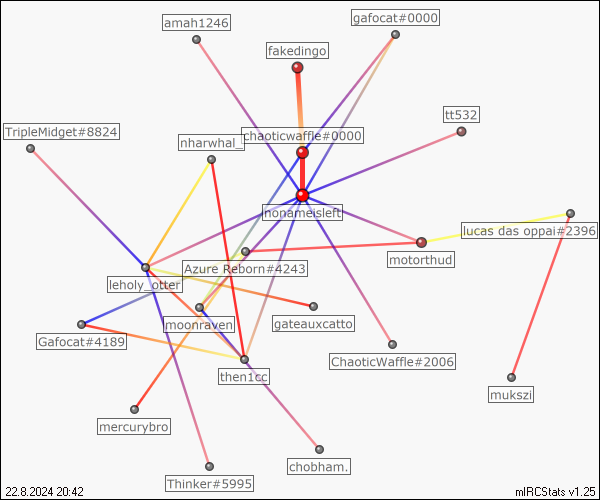 amah1246
gafocat#0000
fakedingo
tt532
TripleMidget#8824
nharwhal_
chaoticwaffle#0000
nonameisleft
lucas das oppai#2396
motorthud
Azure Reborn#4243
leholy_otter
moonraven
gateauxcatto
Gafocat#4189
ChaoticWaffle#2006
then1cc
mukszi
mercurybro
chobham.
Thinker#5995
22.8.2024 20:42
mIRCStats v1.25